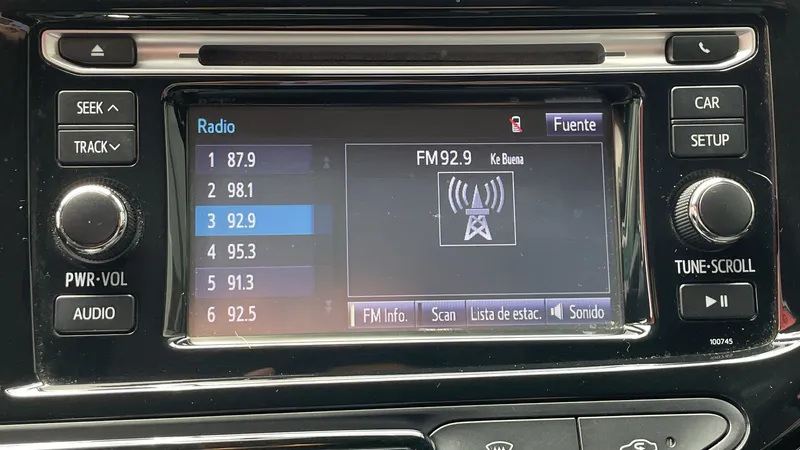 SEEK
TRACK
PWR·VOL
AUDIO
Radio
Fuente
1 87.9
2 98.1
3 92.9
4 95.3
5 91.3
6 92.5
FM 92.9 Ke Buena
FM Info. Scan Lista de estac. Sonido
CAR
SETUP
TUNE·SCROLL
100745